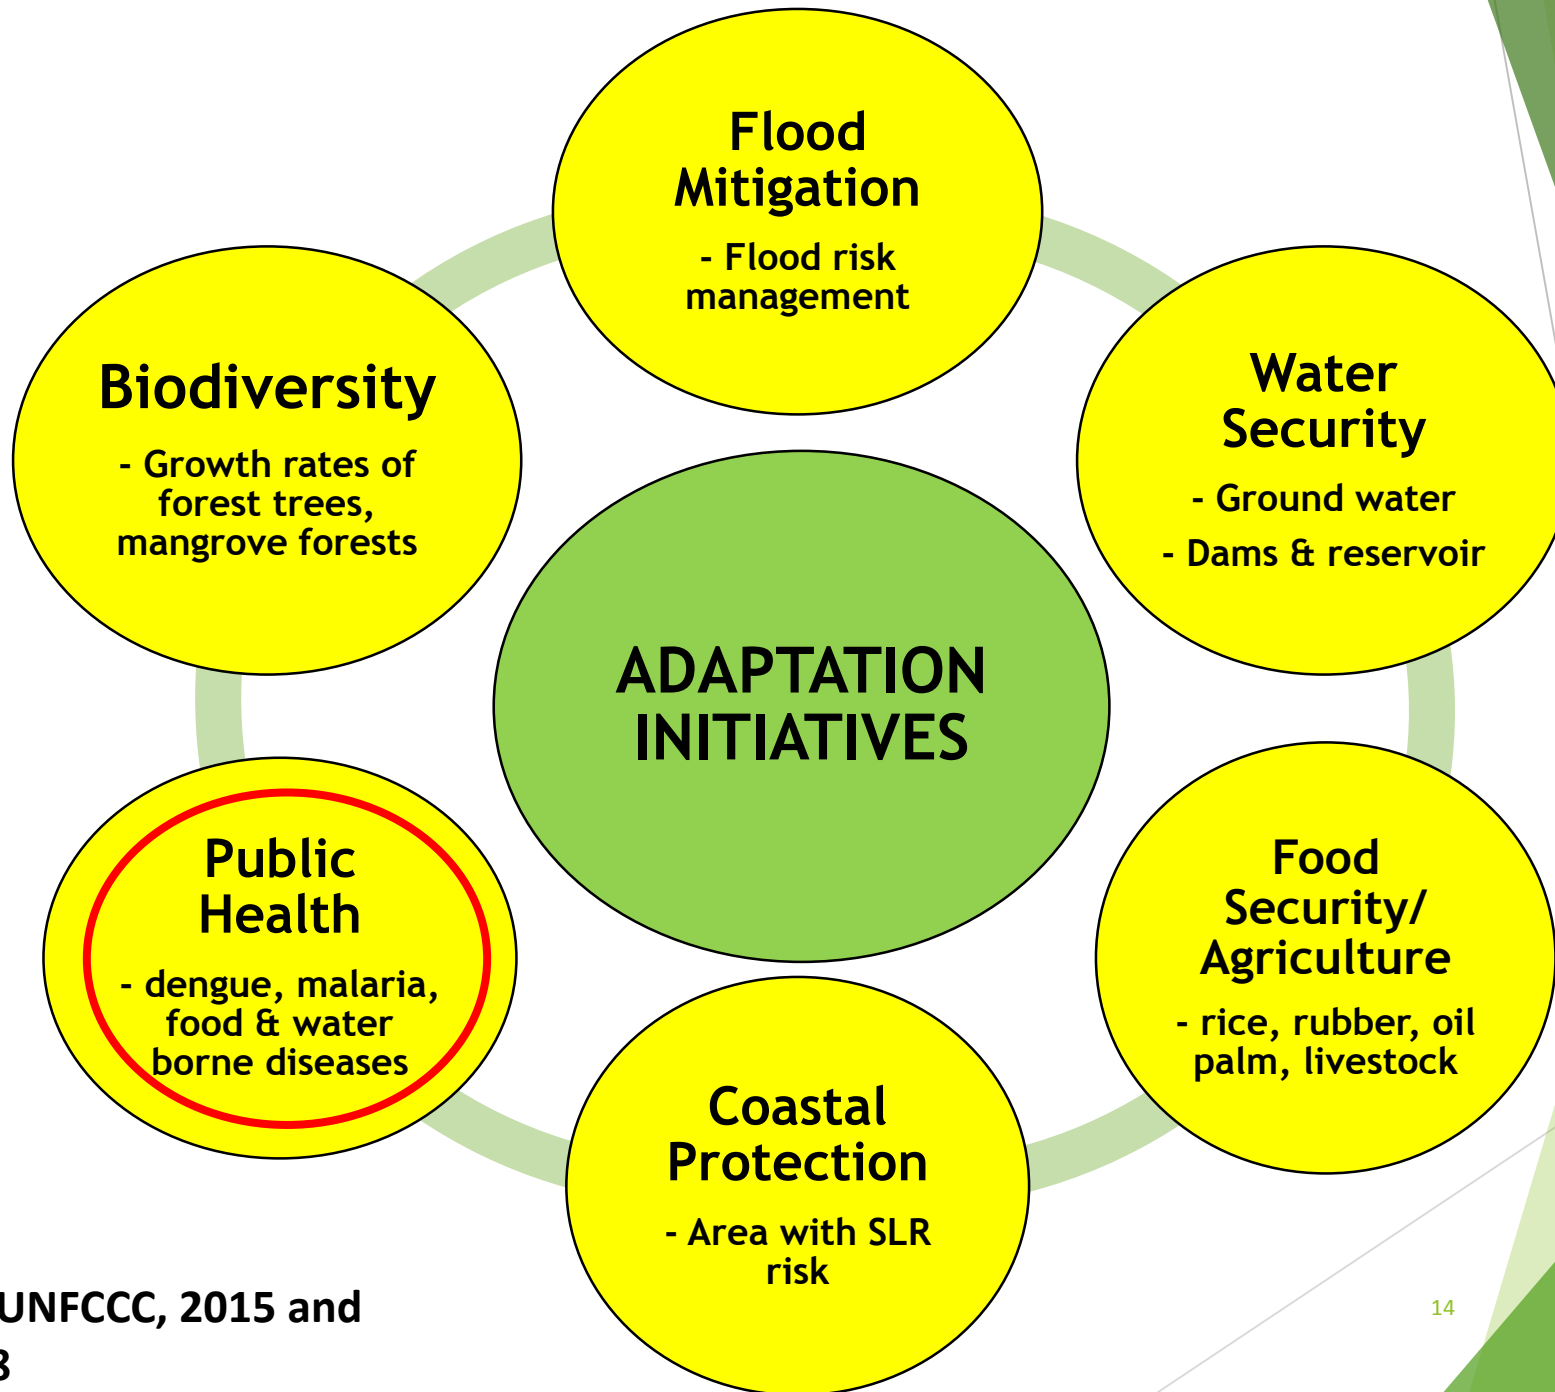 Flood
Mitigation
- Flood risk
management
Water
Security
- Ground water
- Dams & reservoir
Food
Security/
Agriculture
- rice, rubber, oil
palm, livestock
Coastal
Protection
- Area with SLR
risk
Public
Health
- dengue, malaria,
food & water
borne diseases
Biodiversity
- Growth rates of
forest trees,
mangrove forests
ADAPTATION
INITIATIVES
UNFCCC, 2015 and
14